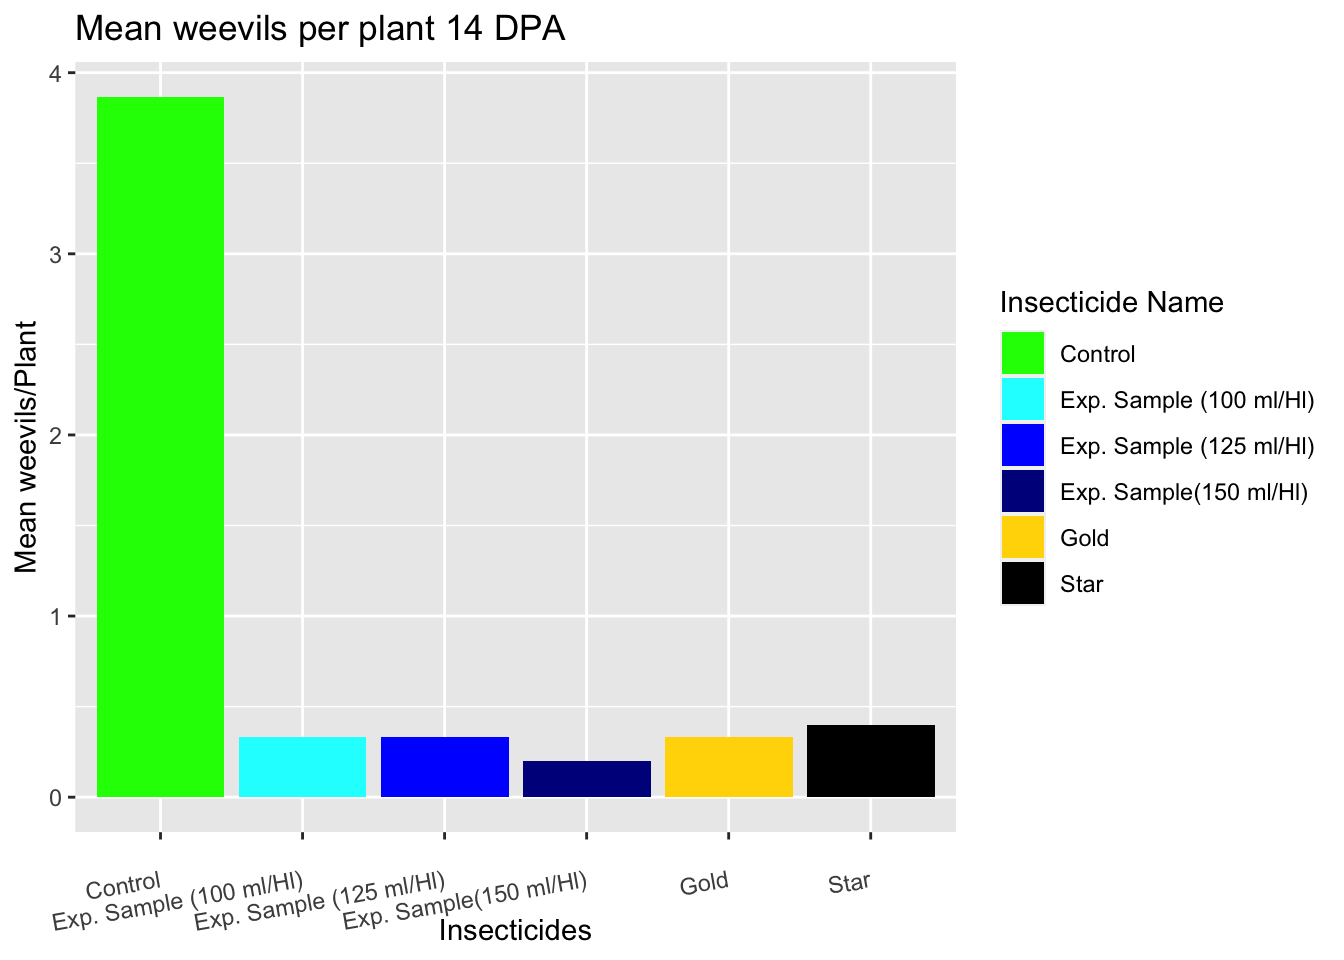 Mean weevils per plant 14 DPA
Mean weevils/Plant
4
3
2
1
0
Control
Exp. Sample (100 ml/Hl)
Exp. Sample (125 ml/Hl)
Exp. Sample(150 ml/Hl)
Gold
Star
Insecticides
Insecticide Name
Control
Exp. Sample (100 ml/Hl)
Exp. Sample (125 ml/Hl)
Exp. Sample(150 ml/Hl)
Gold
Star